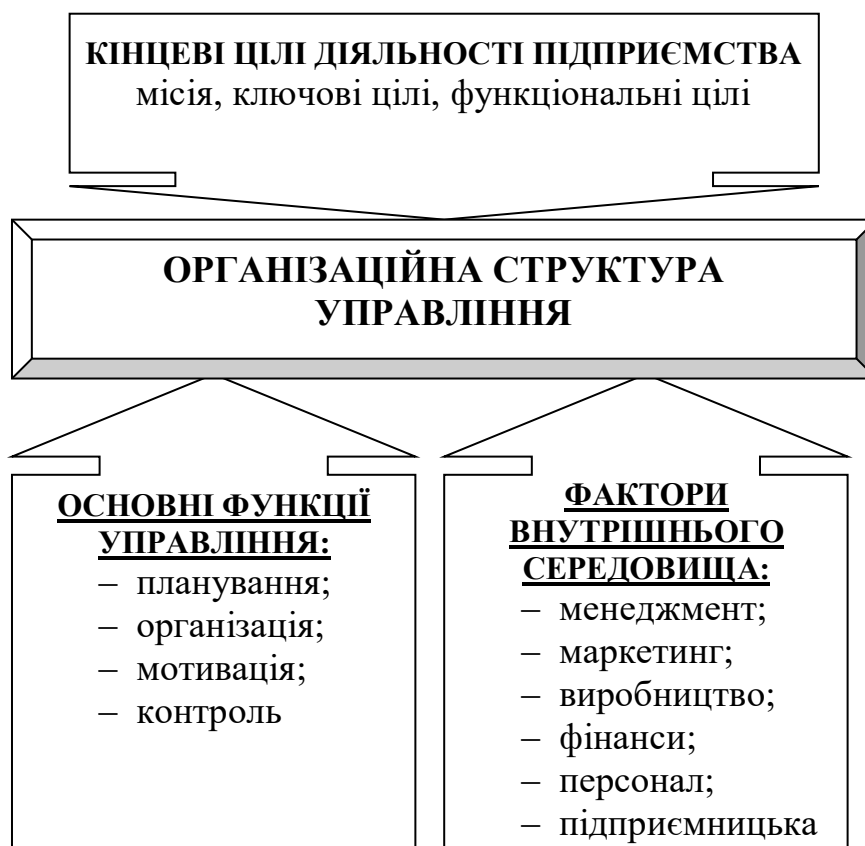 КІНЦЕВІ ЦІЛІ ДІЯЛЬНОСТІ ПІДПРИЄМСТВА
місія, ключові цілі, функціональні цілі
ОРГАНІЗАЦІЙНА СТРУКТУРА
УПРАВЛІННЯ
ОСНОВНІ ФУНКЦІЇ
УПРАВЛІННЯ:
– планування;
– організація;
– мотивація;
– контроль
ФАКТОРИ
ВНУТРІШНЬОГО
СЕРЕДОВИЩА:
– менеджмент;
– маркетинг;
– виробництво;
– фінанси;
– персонал;
– підприємницька